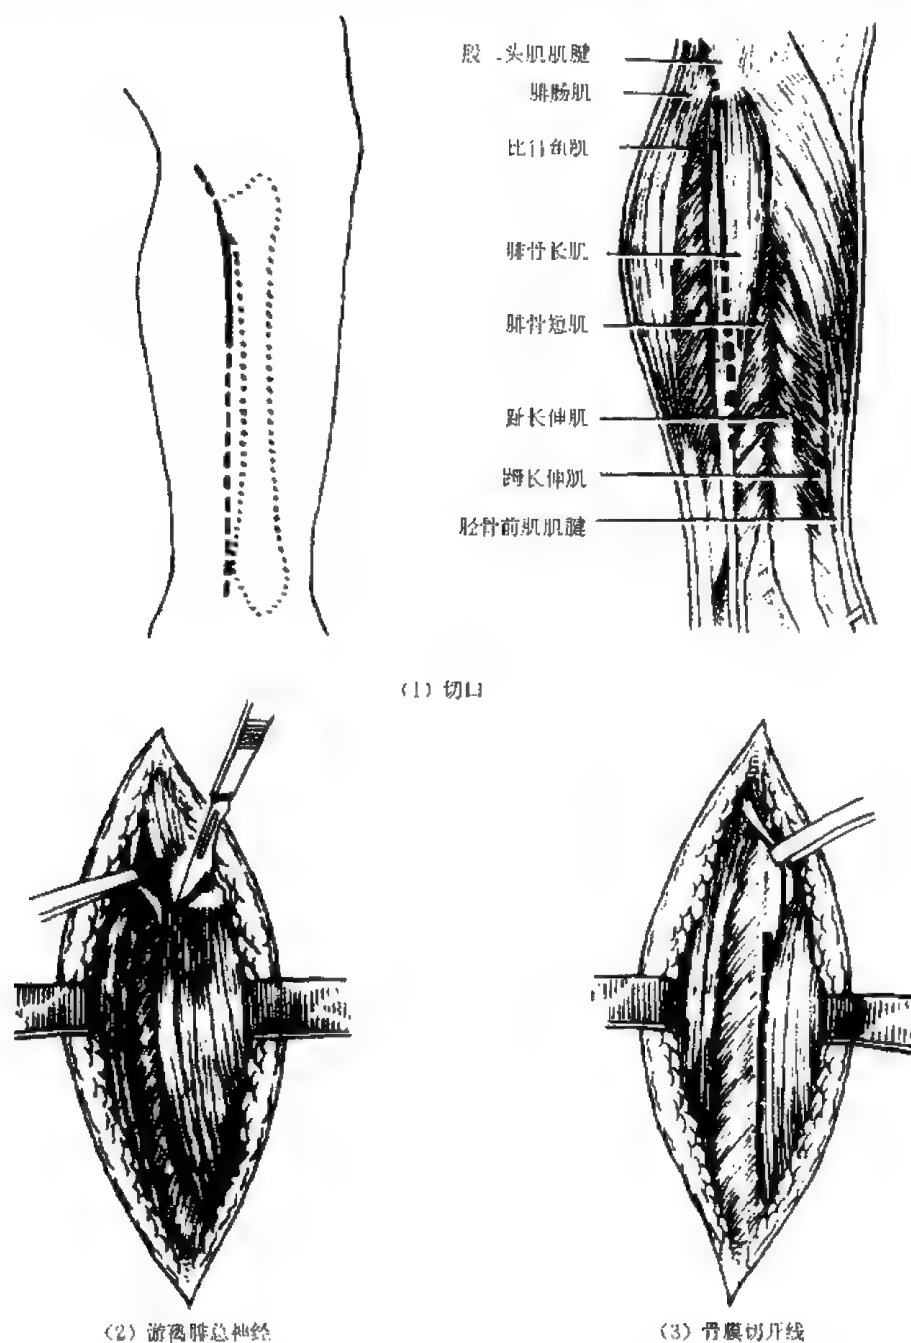 股二头肌肌腱
腓肠肌
比目鱼肌
腓骨长肌
腓骨短肌
趾长伸肌
踇长伸肌
胫骨前肌肌腱
(1) 切口
(2) 游离腓总神经
(3) 骨膜切开线